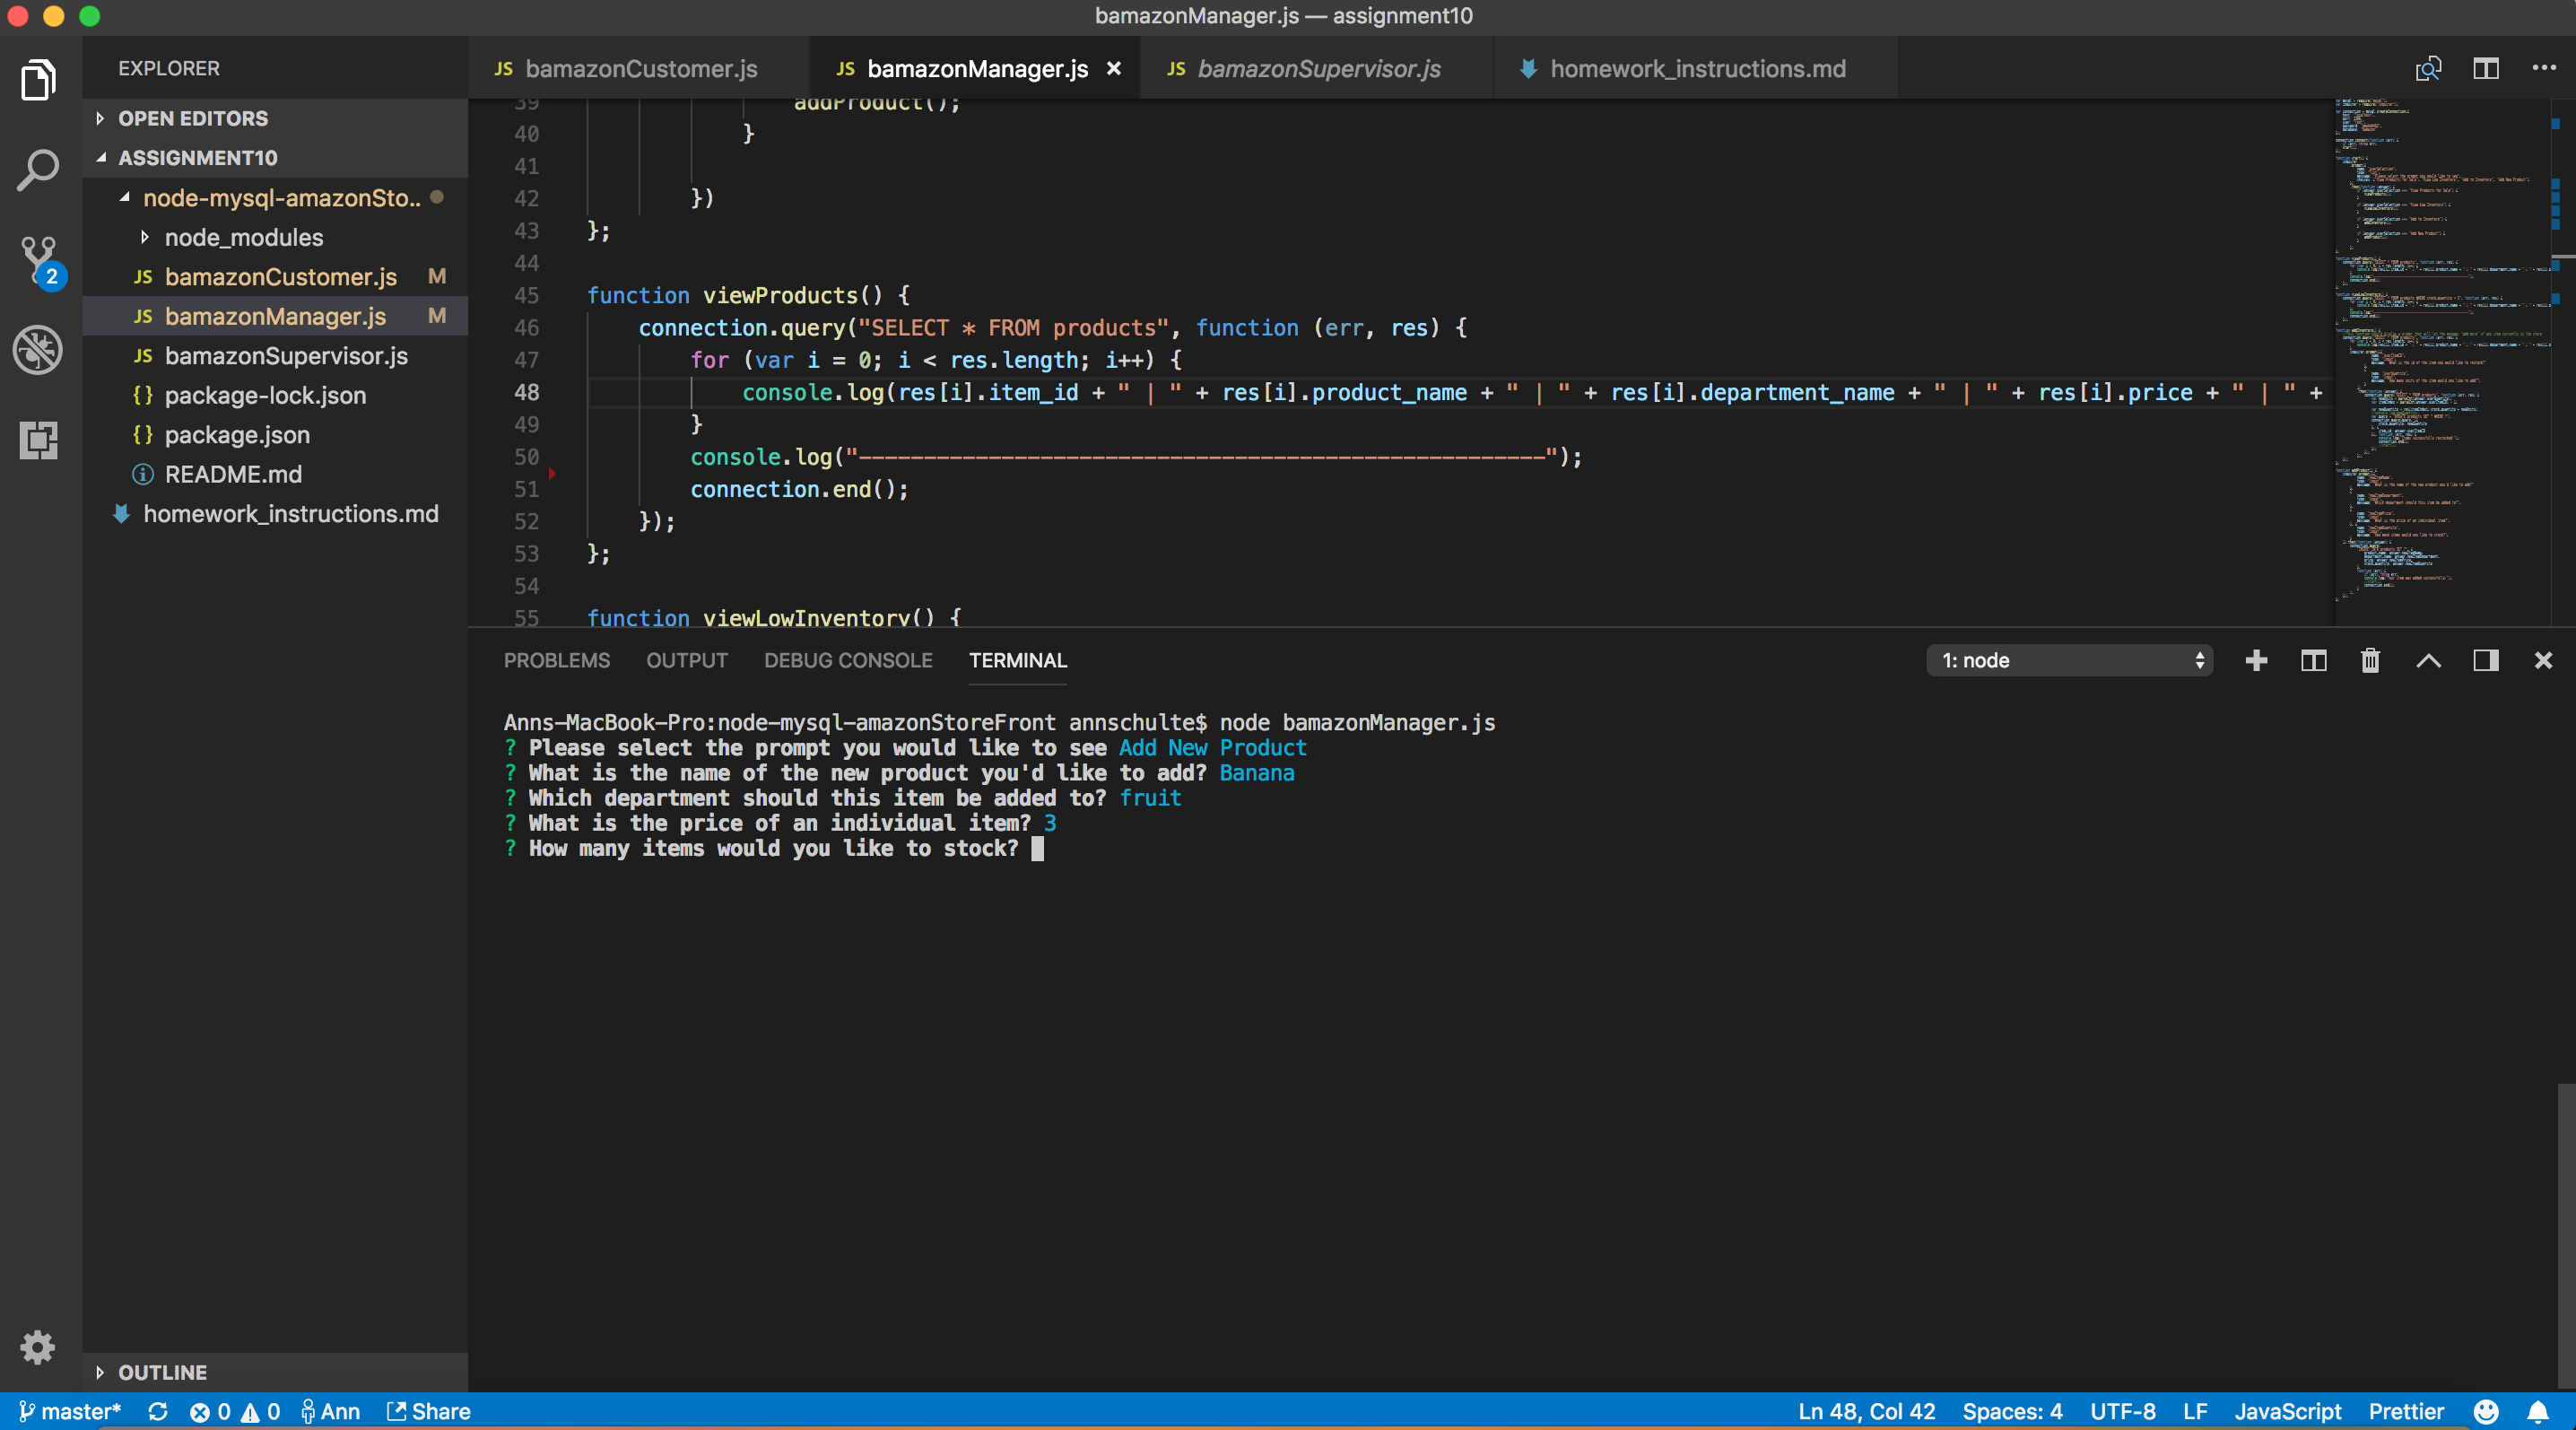 bamazonManager.js — assignment10
EXPLORER
OPEN EDITORS
ASSIGNMENT10
node-mysql-amazonSto..
node_modules
JS bamazonCustomer.js M
JS bamazonManager.js M
JS bamazonSupervisor.js
{} package-lock.json
{} package.json
README.md
homework_instructions.md
OUTLINE
2
JS bamazonCustomer.js
JS bamazonManager.js ×
JS bamazonSupervisor.js
homework_instructions.md
39 addProduct();
40 }
41
42 })
43 };
44
45 function viewProducts() {
46 connection.query("SELECT * FROM products", function (err, res) {
47 for (var i = 0; i < res.length; i++) {
48 console.log(res[i].item_id + " | " + res[i].product_name + " | " + res[i].department_name + " | " + res[i].price + " | " +
49 }
50 console.log("-----------------------------------------------------");
51 connection.end();
52 });
53 };
54
55 function viewLowInventory() {
PROBLEMS OUTPUT DEBUG CONSOLE TERMINAL
1: node
Anns-MacBook-Pro:node-mysql-amazonStoreFront annschulte$ node bamazonManager.js
? Please select the prompt you would like to see Add New Product
? What is the name of the new product you'd like to add? Banana
? Which department should this item be added to? fruit
? What is the price of an individual item? 3
? How many items would you like to stock?
master* 0 0 Ann Share
Ln 48, Col 42 Spaces: 4 UTF-8 LF JavaScript Prettier